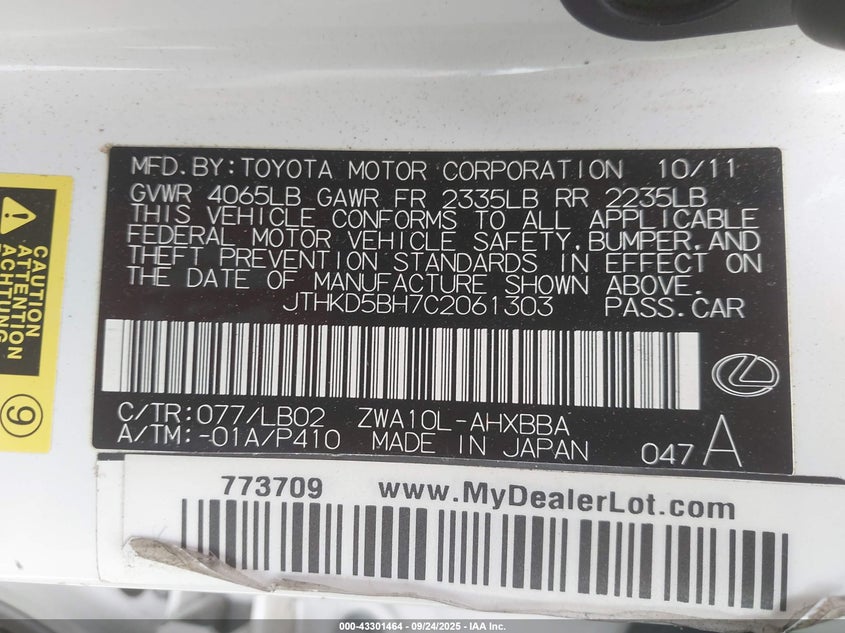 MFD.BY:TOYOTA MOTOR CORPORATION 10/11
GVWR 4065LB GAWR FR 2335LB RR 2235LB
THIS VEHICLE CONFORMS TO ALL APPLICABLE
FEDERAL MOTOR VEHICLE SAFETY,BUMPER,AND
THEFT PREVENTION STANDARDS IN EFFECT ON
THE DATE OF MANUFACTURE SHOWN ABOVE.
JTHKD5BH7C2061303 PASS.CAR
C/TR:077/LB02 ZWA10L-AHXBBA
A/TM:-01A/P410 MADE IN JAPAN 047 A
CAUTION
ATTENTION
ACHTUNG
9
773709 www.MyDealerLot.com
000-43301464 - 09/24/2025 - IAA Inc.